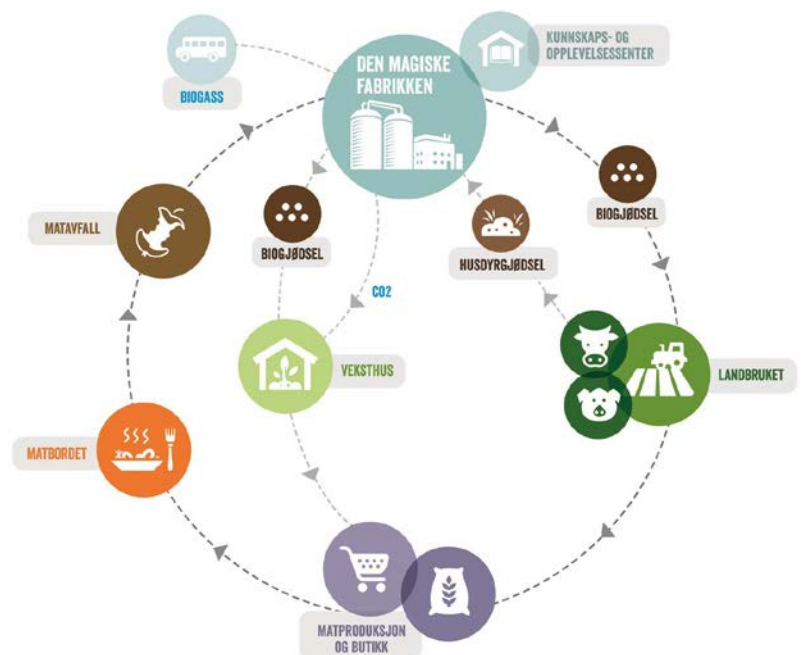 DEN MAGISKE
FABRIKKEN
KUNNSKAPS- OG
OPPLEVELSESSENTER
BIOGASS
MATAVFALL
BIOGJØDSEL
HUSDYRGJØDSEL
BIOGJØDSEL
CO2
VEKSTHUS
LANDBRUKET
MATBORDET
MATPRODUKSJON
OG BUTIKK